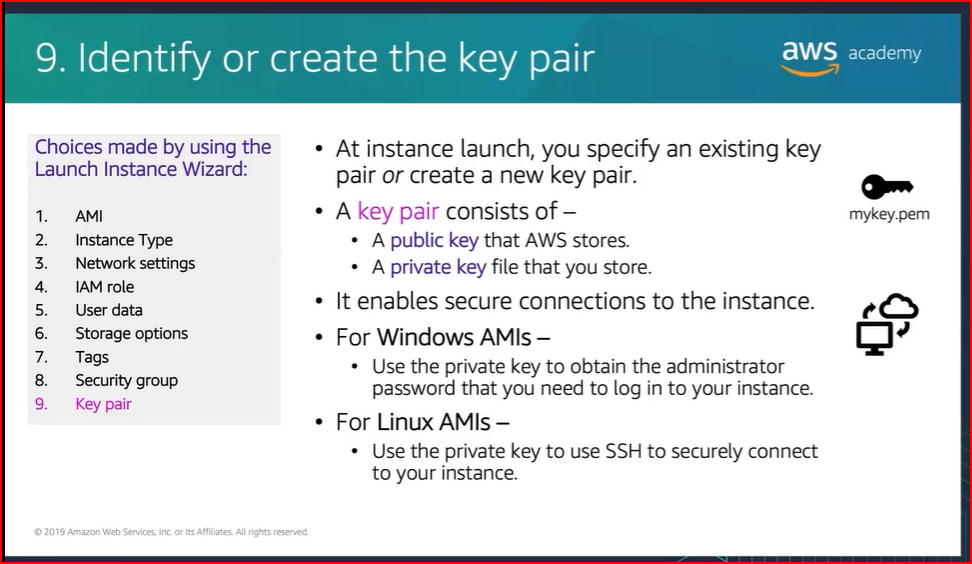 9. Identify or create the key pair
aws academy
Choices made by using the
Launch Instance Wizard:
1. AMI
2. Instance Type
3. Network settings
4. IAM role
5. User data
6. Storage options
7. Tags
8. Security group
9. Key pair
• At instance launch, you specify an existing key
pair or create a new key pair.
• A key pair consists of –
• A public key that AWS stores.
• A private key file that you store.
• It enables secure connections to the instance.
• For Windows AMIs –
• Use the private key to obtain the administrator
password that you need to log in to your instance.
• For Linux AMIs –
• Use the private key to use SSH to securely connect
to your instance.
mykey.pem
© 2019 Amazon Web Services, Inc. or its Affiliates. All rights reserved.